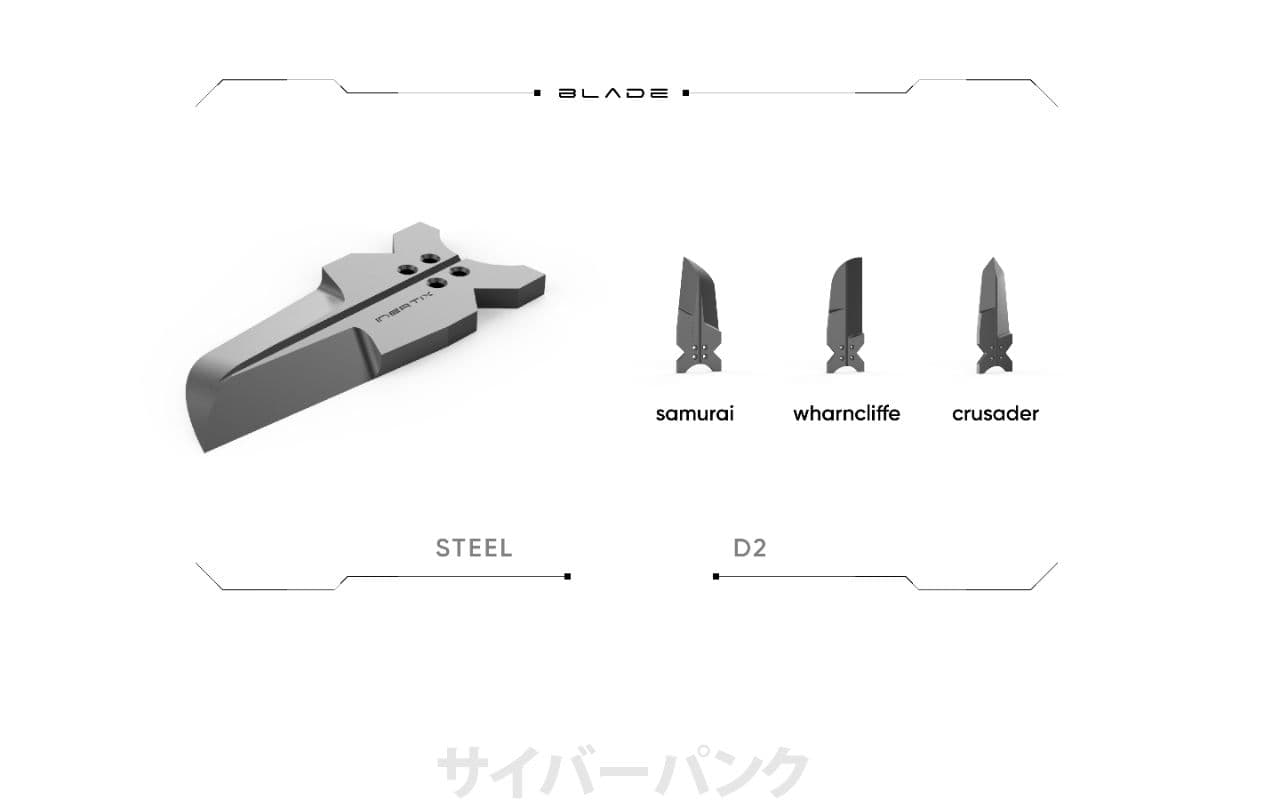 BLADE
INERTIX
samurai wharncliffe crusader
STEEL D2
サイバーパンク